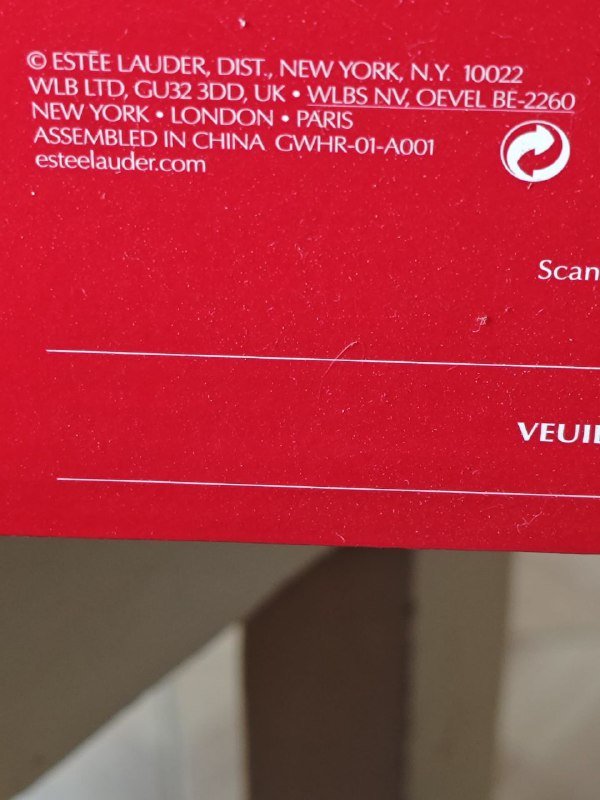 © ESTĒE LAUDER, DIST., NEW YORK, N.Y. 10022
WLB LTD, GU32 3DD, UK • WLBS NV, OEVEL BE-2260
NEW YORK • LONDON • PARIS
ASSEMBLED IN CHINA GWHR-01-A001
esteelauder.com
Scan
VEUIL